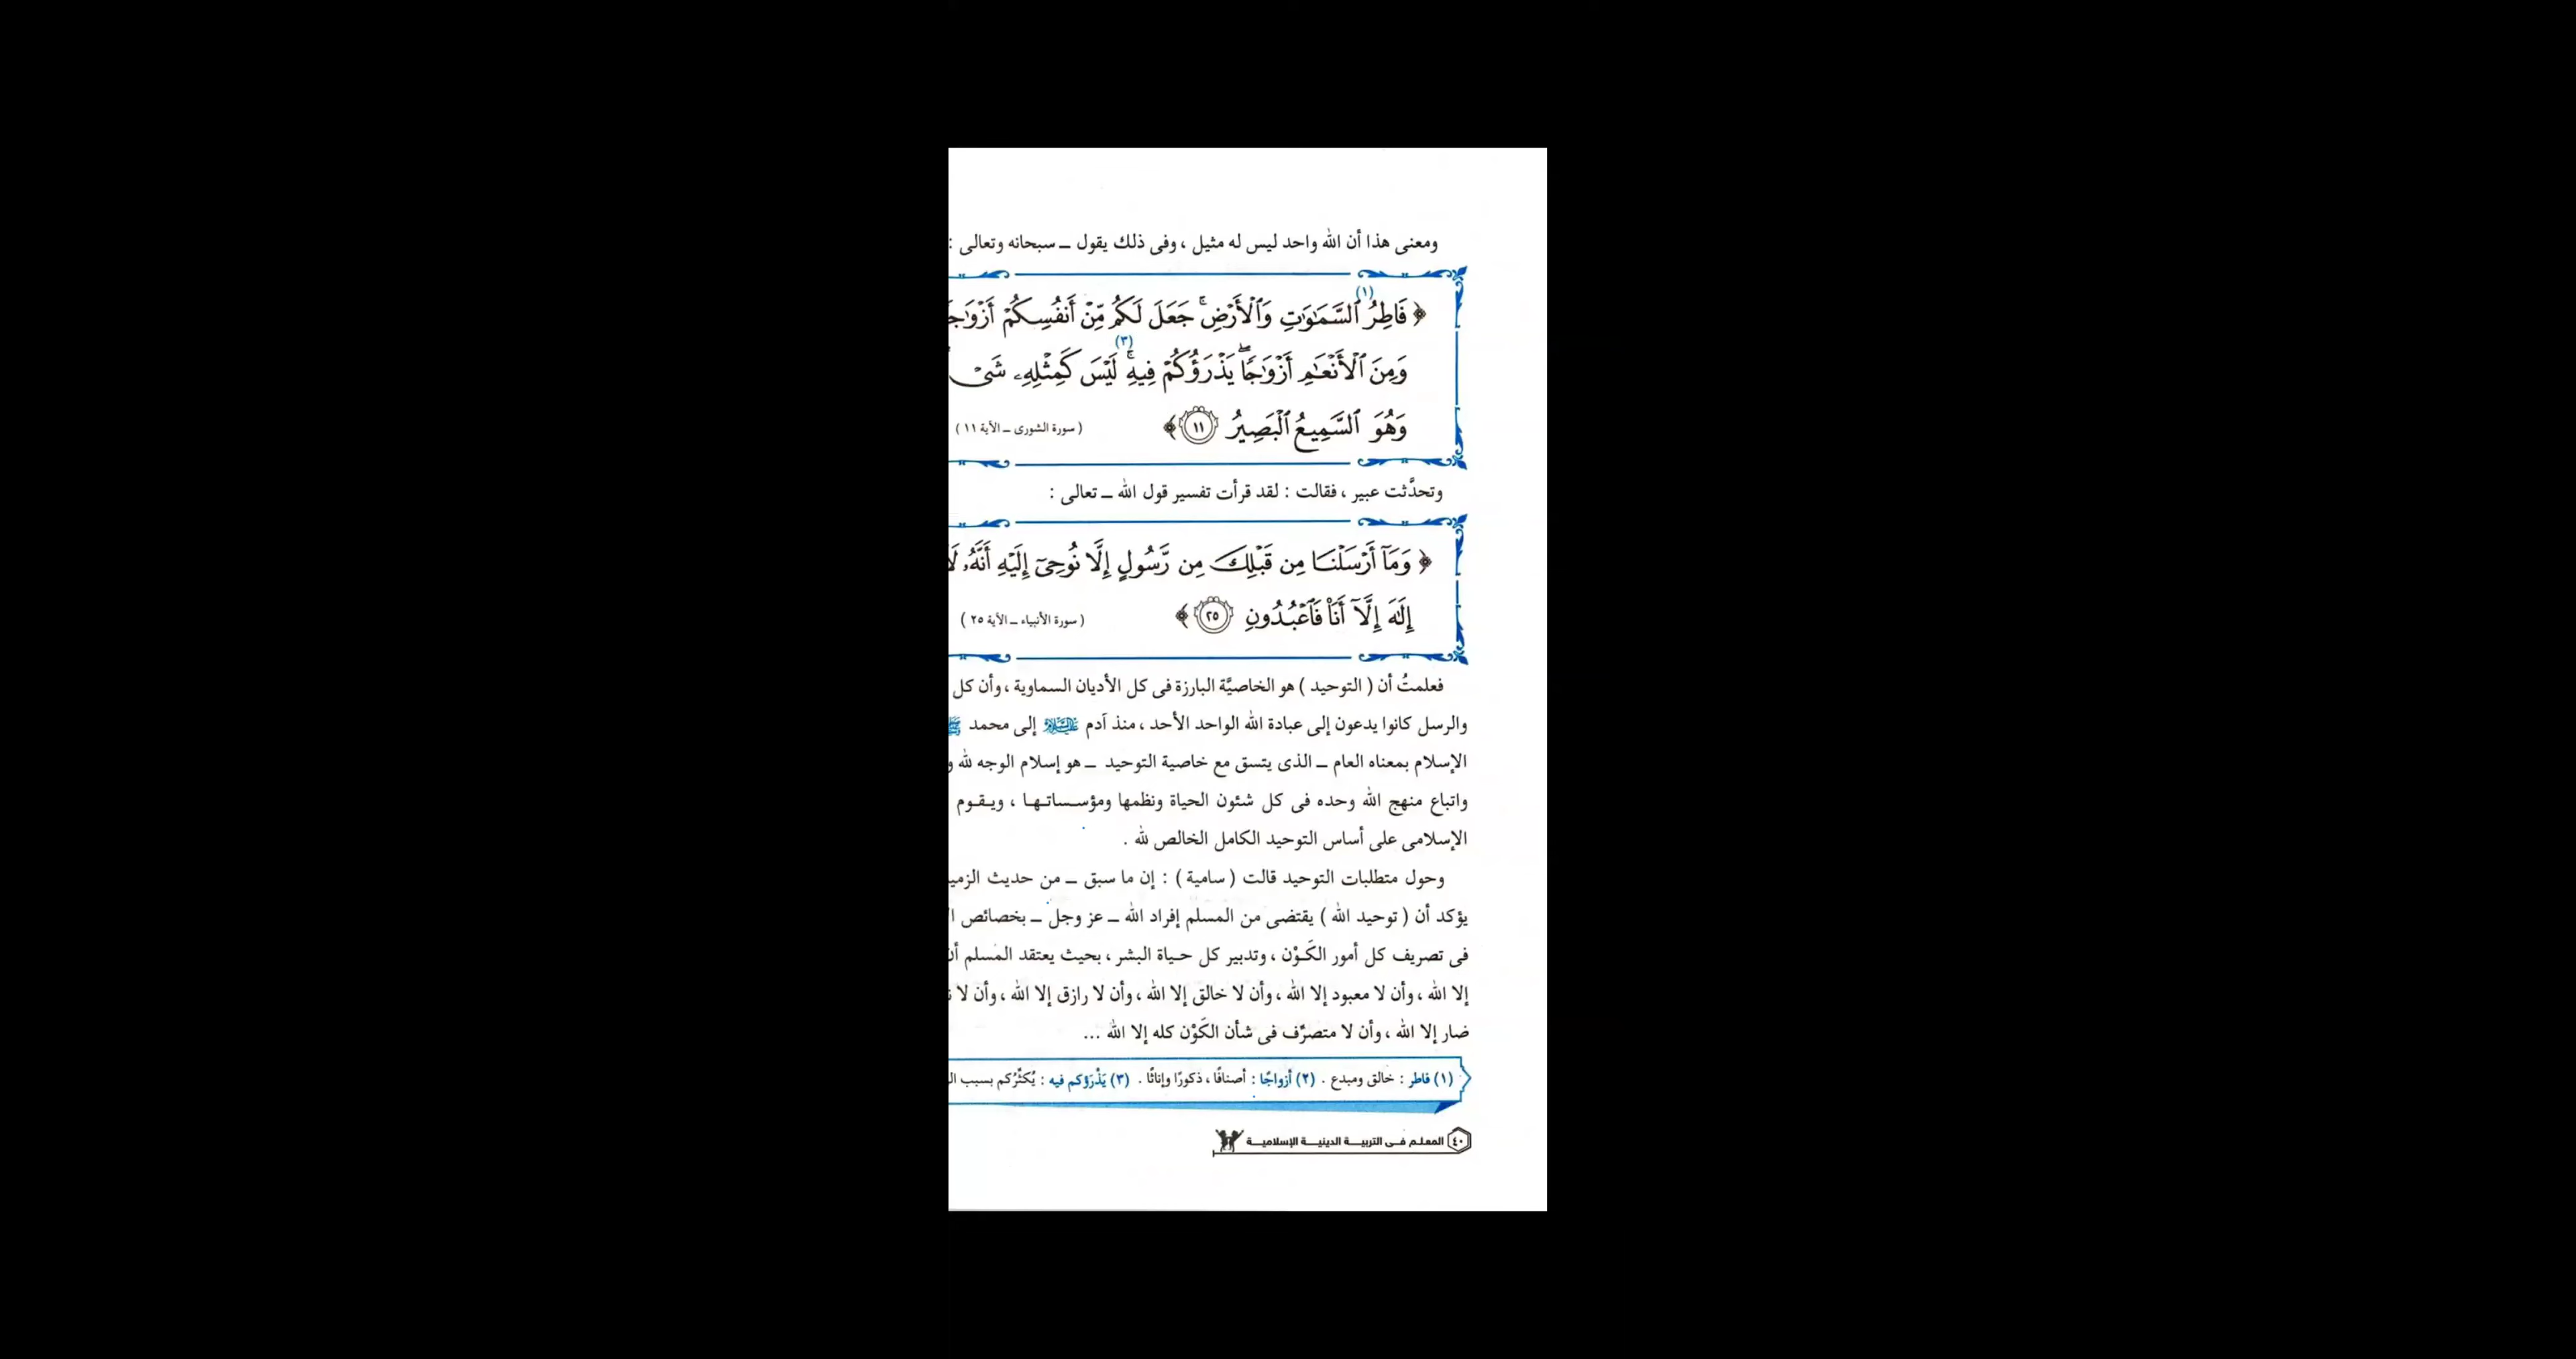 ومعنى هذا أن الله واحد ليس له مثيل ، وفى ذلك يقول ــ سبحانه وتعالى :
﴿ فَاطِرُ (١) ٱلسَّمَٰوَٰتِ وَٱلْأَرْضِ ۚ جَعَلَ لَكُم مِّنْ أَنفُسِكُمْ
وَمِنَ ٱلْأَنْعَٰمِ أَزْوَٰجًا ۖ يَذْرَؤُكُمْ فِيهِ ۚ (٣) لَيْسَ كَمِثْلِهِۦ
وَهُوَ ٱلسَّمِيعُ ٱلْبَصِيرُ ١١ ﴾ ( سورة الشورى ــ الآية ١١ )
وتحدَّثت عبير ، فقالت : لقد قرأت تفسير قول الله ــ تعالى :
﴿ وَمَآ أَرْسَلْنَا مِن قَبْلِكَ مِن رَّسُولٍ إِلَّا نُوحِىٓ إِلَيْهِ أَنَّهُۥ
إِلَٰهَ إِلَّآ أَنَا۠ فَٱعْبُدُونِ ٢٥ ﴾ ( سورة الأنبياء ــ الآية ٢٥ )
فعلمتُ أن ( التوحيد ) هو الخاصيَّة البارزة فى كل الأديان السماوية ، وأن كل
والرسل كانوا يدعون إلى عبادة الله الواحد الأحد ، منذ آدم عليه السلام إلى محمد
الإسلام بمعناه العام ــ الذى يتسق مع خاصية التوحيد ــ هو إسلام الوجه لله
واتباع منهج الله وحده فى كل شئون الحياة ونظمها ومؤسساتها ، ويقوم
الإسلامى على أساس التوحيد الكامل الخالص لله .
وحول متطلبات التوحيد قالت ( سامية ) : إن ما سبق ــ من حديث
يؤكد أن ( توحيد الله ) يقتضى من المسلم إفراد الله ــ عز وجل ــ بخصائص
فى تصريف كل أمور الكَوْن ، وتدبير كل حياة البشر ، بحيث يعتقد المسلم
إلا الله ، وأن لا معبود إلا الله ، وأن لا خالق إلا الله ، وأن لا رازق إلا الله ، وأن لا
ضار إلا الله ، وأن لا متصرِّف فى شأن الكَوْن كله إلا الله ...
(١) فاطر : خالق ومبدع . (٢) أزواجًا : أصنافًا ، ذكورًا وإناثًا . (٣) يَذْرَؤكم فيه : يُكثِّرُكم بسبب
٤٠ المعلم فى التربية الدينية الإسلامية